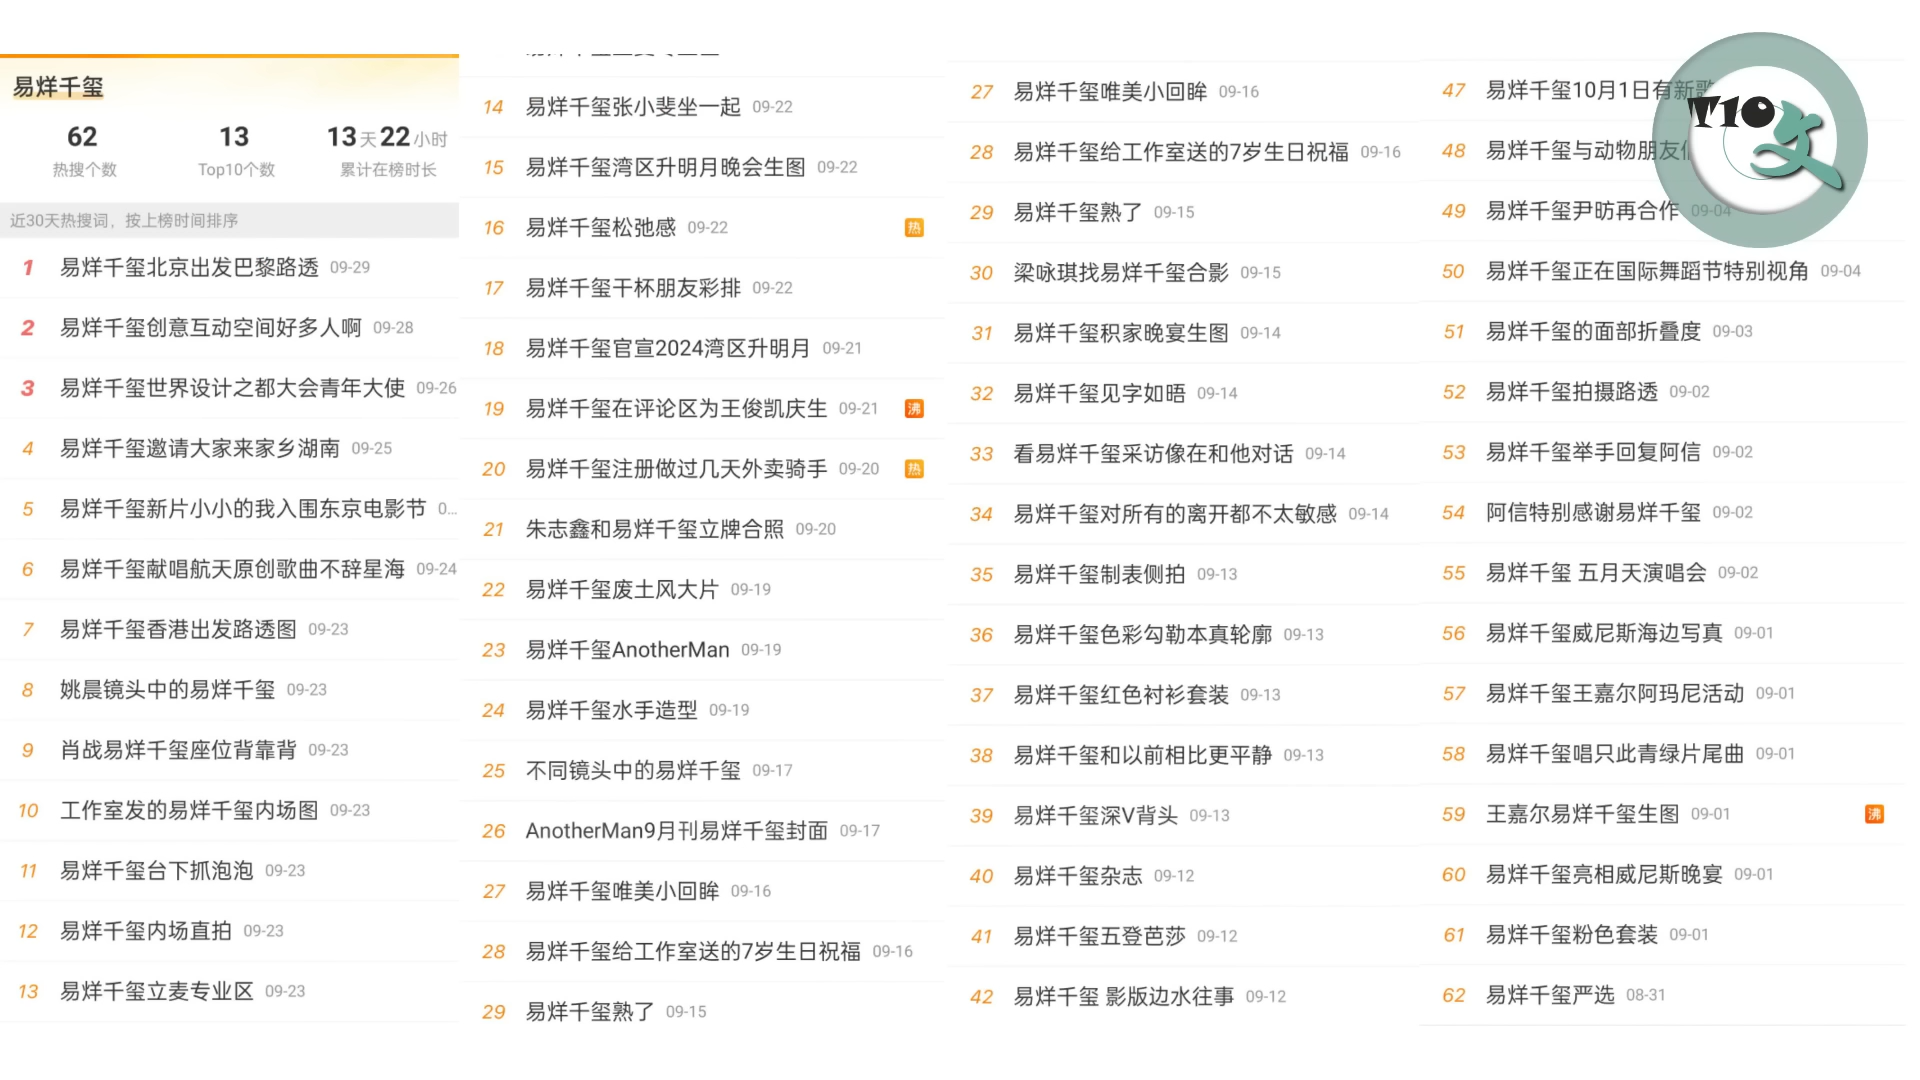 易烊千玺
62
热搜个数
13
Top10个数
13天22小时
累计在榜时长
近30天热搜词，按上榜时间排序
1 易烊千玺北京出发巴黎路透 09-29
2 易烊千玺创意互动空间好多人啊 09-28
3 易烊千玺世界设计之都大会青年大使 09-26
4 易烊千玺邀请大家来家乡湖南 09-25
5 易烊千玺新片小小的我入围东京电影节 0...
6 易烊千玺献唱航天原创歌曲不辞星海 09-24
7 易烊千玺香港出发路透图 09-23
8 姚晨镜头中的易烊千玺 09-23
9 肖战易烊千玺座位背靠背 09-23
10 工作室发的易烊千玺内场图 09-23
11 易烊千玺台下抓泡泡 09-23
12 易烊千玺内场直拍 09-23
13 易烊千玺立麦专业区 09-23
14 易烊千玺张小斐坐一起 09-22
15 易烊千玺湾区升明月晚会生图 09-22
16 易烊千玺松弛感 09-22 热
17 易烊千玺干杯朋友彩排 09-22
18 易烊千玺官宣2024湾区升明月 09-21
19 易烊千玺在评论区为王俊凯庆生 09-21 沸
20 易烊千玺注册做过几天外卖骑手 09-20 热
21 朱志鑫和易烊千玺立牌合照 09-20
22 易烊千玺废土风大片 09-19
23 易烊千玺AnotherMan 09-19
24 易烊千玺水手造型 09-19
25 不同镜头中的易烊千玺 09-17
26 AnotherMan9月刊易烊千玺封面 09-17
27 易烊千玺唯美小回眸 09-16
28 易烊千玺给工作室送的7岁生日祝福 09-16
29 易烊千玺熟了 09-15
27 易烊千玺唯美小回眸 09-16
28 易烊千玺给工作室送的7岁生日祝福 09-16
29 易烊千玺熟了 09-15
30 梁咏琪找易烊千玺合影 09-15
31 易烊千玺积家晚宴生图 09-14
32 易烊千玺见字如晤 09-14
33 看易烊千玺采访像在和他对话 09-14
34 易烊千玺对所有的离开都不太敏感 09-14
35 易烊千玺制表侧拍 09-13
36 易烊千玺色彩勾勒本真轮廓 09-13
37 易烊千玺红色衬衫套装 09-13
38 易烊千玺和以前相比更平静 09-13
39 易烊千玺深V背头 09-13
40 易烊千玺杂志 09-12
41 易烊千玺五登芭莎 09-12
42 易烊千玺 影版边水往事 09-12
47 易烊千玺10月1日有新歌
48 易烊千玺与动物朋友们
49 易烊千玺尹昉再合作 09-04
50 易烊千玺正在国际舞蹈节特别视角 09-04
51 易烊千玺的面部折叠度 09-03
52 易烊千玺拍摄路透 09-02
53 易烊千玺举手回复阿信 09-02
54 阿信特别感谢易烊千玺 09-02
55 易烊千玺 五月天演唱会 09-02
56 易烊千玺威尼斯海边写真 09-01
57 易烊千玺王嘉尔阿玛尼活动 09-01
58 易烊千玺唱只此青绿片尾曲 09-01
59 王嘉尔易烊千玺生图 09-01 沸
60 易烊千玺亮相威尼斯晚宴 09-01
61 易烊千玺粉色套装 09-01
62 易烊千玺严选 08-31
T10文